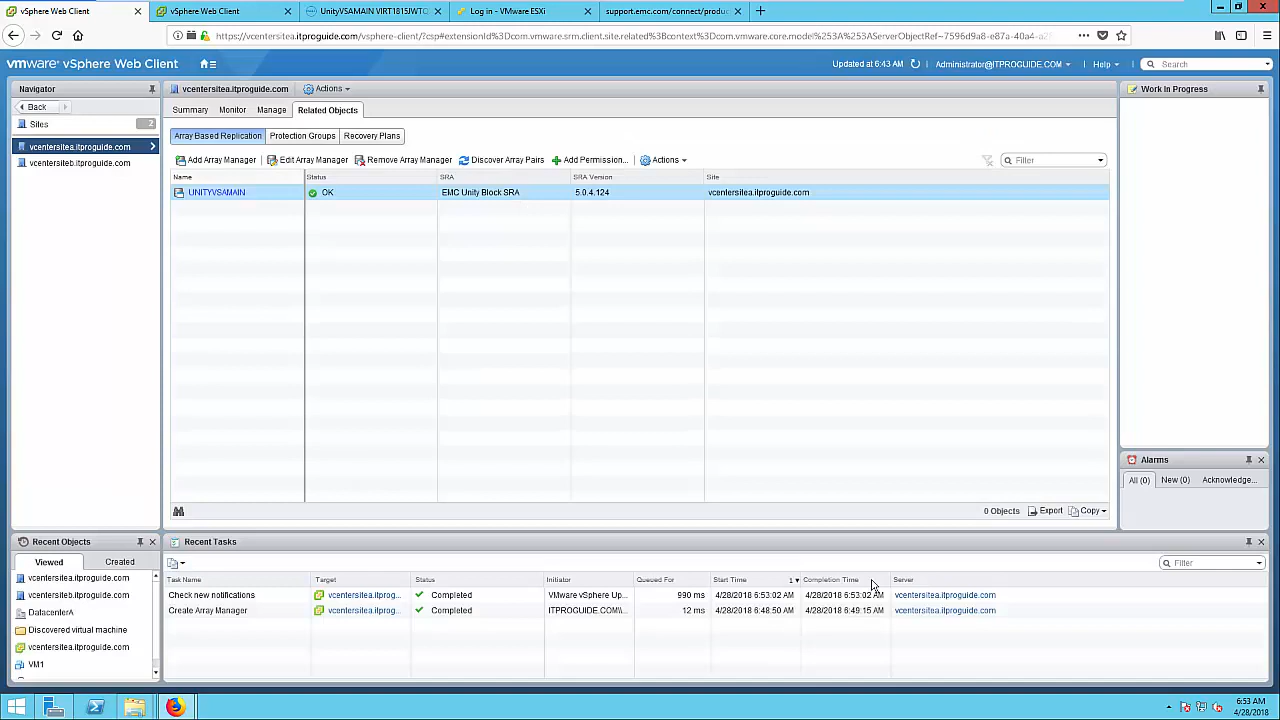 vSphere Web Client
vSphere Web Client
UnityVSAMAIN VIRT1815JWTC
Log in - VMware ESXi
support.emc.com/connect/produ
https://vcentersitea.itproguide.com/vsphere-client/?csp#extensionId%3Dcom.vmware.srm.client.site.related%3Bcontext%3Dcom.vmware.core.model%253A%253AServerObjectRef~7596d9a8-e87a-40a4-a2
vmware® vSphere Web Client
Updated at 6:43 AM
Administrator@ITPROGUIDE.COM
Help
Search
Navigator
vcentersitea.itproguide.com
Actions
Work In Progress
Back
Summary
Monitor
Manage
Related Objects
Sites
2
Array Based Replication
Protection Groups
Recovery Plans
vcentersitea.itproguide.com
vcentersiteb.itproguide.com
Add Array Manager
Edit Array Manager
Remove Array Manager
Discover Array Pairs
Add Permission...
Actions
Filter
Name
Status
SRA
SRA Version
Site
UNITYVSAMAIN
OK
EMC Unity Block SRA
5.0.4.124
vcentersitea.itproguide.com
Alarms
All (0)
New (0)
Acknowledge...
0 Objects
Export
Copy
Recent Objects
Viewed
Created
vcentersitea.itproguide.com
vcentersitea.itproguide.com
DatacenterA
Discovered virtual machine
vcentersitea.itproguide.com
VM1
Recent Tasks
Filter
Task Name
Target
Status
Initiator
Queued For
Start Time
1
Completion Time
Server
Check new notifications
vcentersitea.itprog...
Completed
VMware vSphere Up...
990 ms
4/28/2018 6:53:02 AM
4/28/2018 6:53:02 AM
vcentersitea.itproguide.com
Create Array Manager
vcentersitea.itprog...
Completed
ITPROGUIDE.COM\...
12 ms
4/28/2018 6:48:50 AM
4/28/2018 6:49:15 AM
vcentersitea.itproguide.com
6:53 AM
4/28/2018